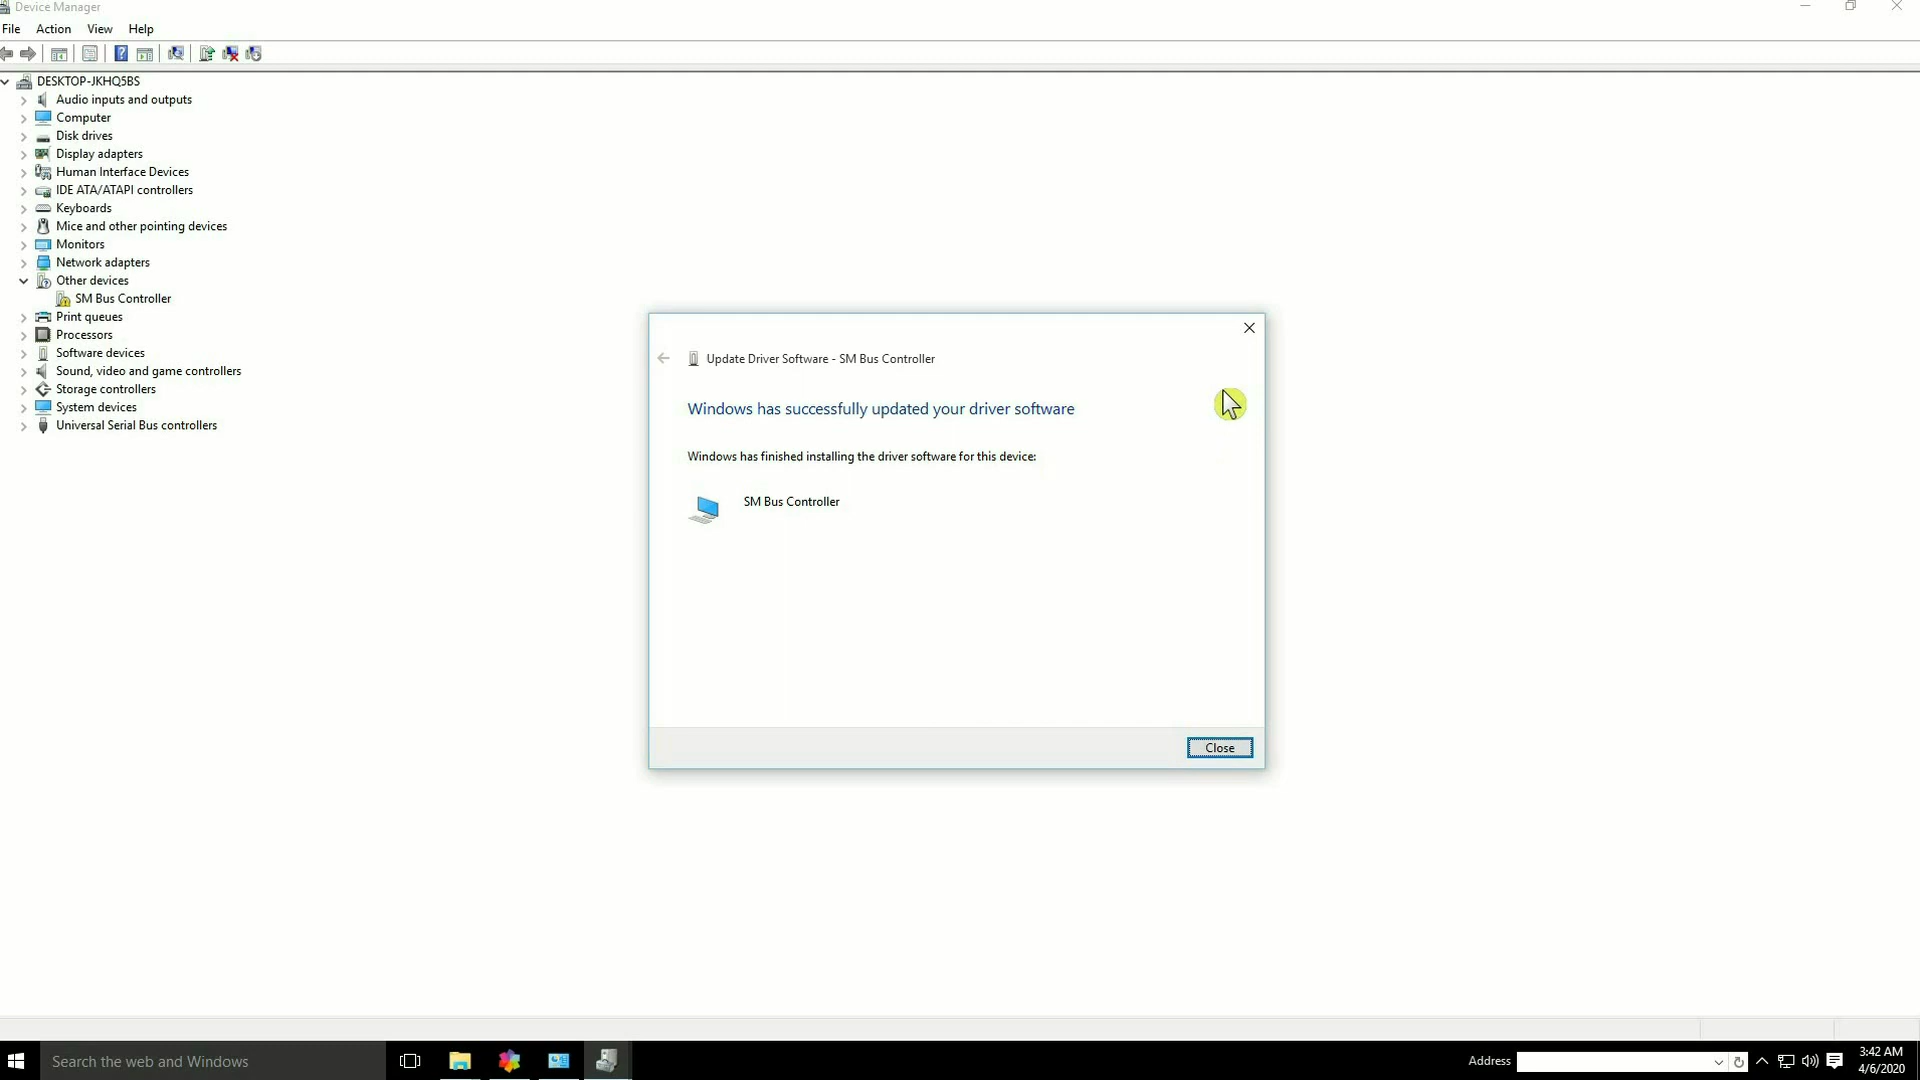 Device Manager
File Action View Help
DESKTOP-JKHQ5BS
Audio inputs and outputs
Computer
Disk drives
Display adapters
Human Interface Devices
IDE ATA/ATAPI controllers
Keyboards
Mice and other pointing devices
Monitors
Network adapters
Other devices
SM Bus Controller
Print queues
Processors
Software devices
Sound, video and game controllers
Storage controllers
System devices
Universal Serial Bus controllers
Update Driver Software - SM Bus Controller
Windows has successfully updated your driver software
Windows has finished installing the driver software for this device:
SM Bus Controller
Close
Search the web and Windows
Address
3:42 AM
4/6/2020